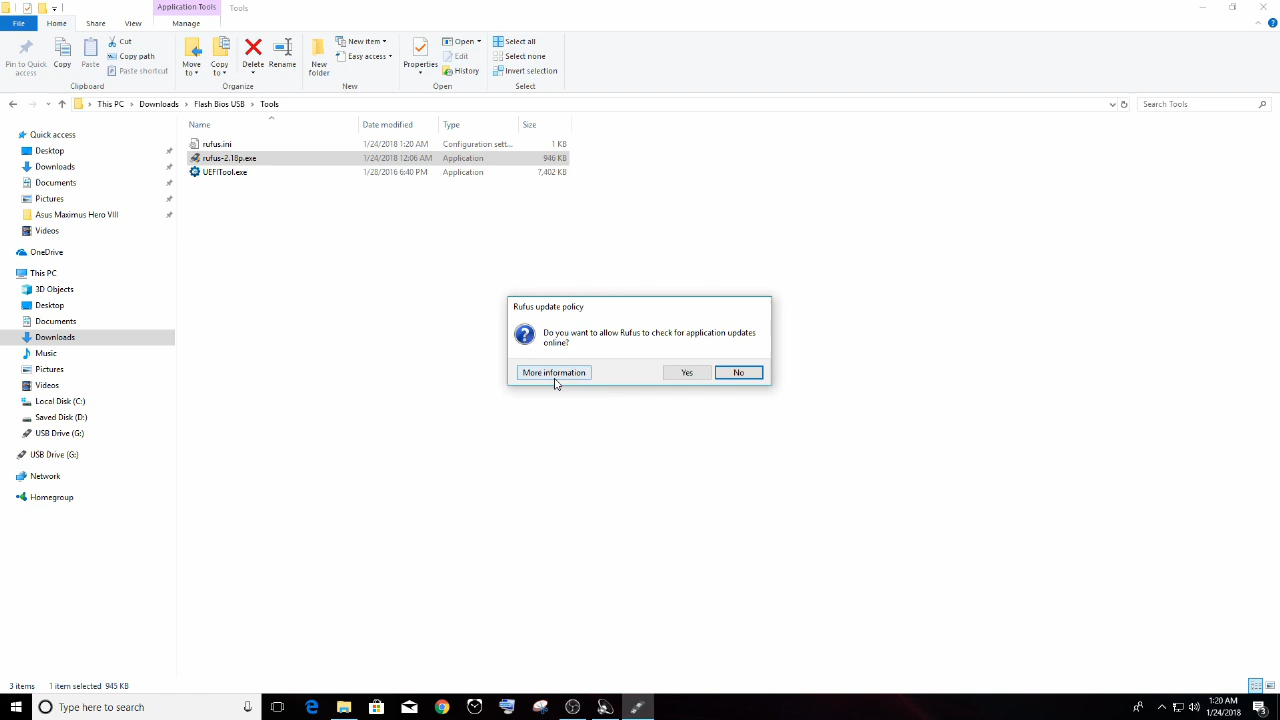 Application Tools
Tools
File
Home
Share
View
Manage
Pin to Quick access
Copy
Paste
Cut
Copy path
Paste shortcut
Clipboard
Move to
Copy to
Delete
Rename
Organize
New folder
New item
Easy access
New
Properties
Open
Edit
History
Open
Select all
Select none
Invert selection
Select
This PC
Downloads
Flash Bios USB
Tools
Search Tools
Name
Date modified
Type
Size
rufus.ini 1/24/2018 1:20 AM Configuration sett... 1 KB
rufus-2.18p.exe 1/24/2018 12:06 AM Application 946 KB
UEFITool.exe 1/28/2016 6:40 PM Application 7,402 KB
Quick access
Desktop
Downloads
Documents
Pictures
Asus Maximus Hero VIII
Videos
OneDrive
This PC
3D Objects
Desktop
Documents
Downloads
Music
Pictures
Videos
Local Disk (C:)
Saved Disk (D:)
USB Drive (G:)
USB Drive (G:)
Network
Homegroup
Rufus update policy
Do you want to allow Rufus to check for application updates
online?
More information
Yes
No
3 items 1 item selected 945 KB
Type here to search
1:20 AM
1/24/2018
3